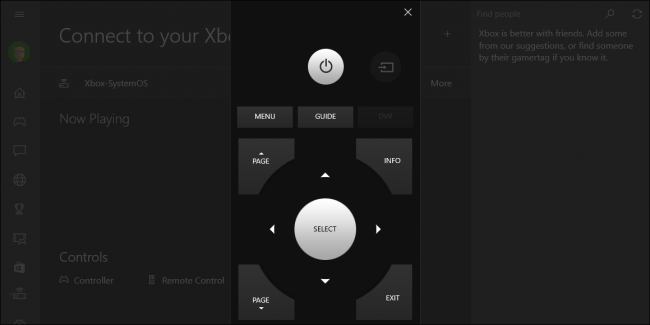 Connect to your Xb
Xbox-SystemOS
More
Now Playing
Controls
Controller
Remote Control
MENU
GUIDE
DVR
PAGE
INFO
SELECT
PAGE
EXIT
Find people
Xbox is better with friends. Add some
from our suggestions, or find someone
by their gamertag if you know it.